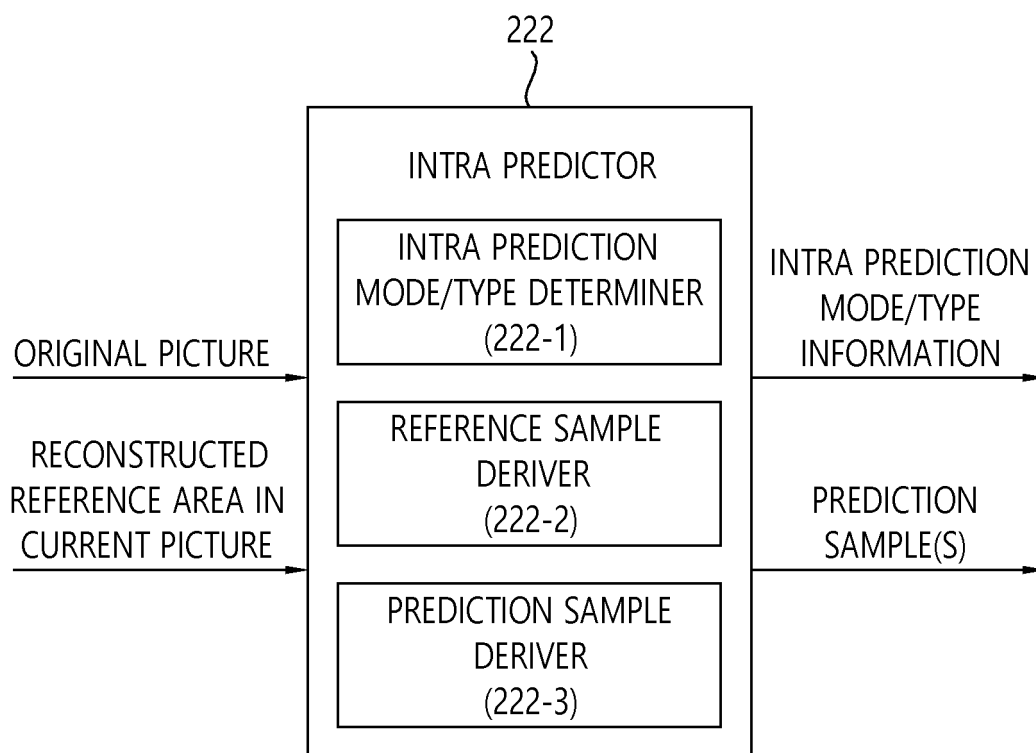 222
INTRA PREDICTOR
INTRA PREDICTION
MODE/TYPE DETERMINER
(222-1)
REFERENCE SAMPLE
DERIVER
(222-2)
PREDICTION SAMPLE
DERIVER
(222-3)
ORIGINAL PICTURE
RECONSTRUCTED
REFERENCE AREA IN
CURRENT PICTURE
INTRA PREDICTION
MODE/TYPE
INFORMATION
PREDICTION
SAMPLE(S)